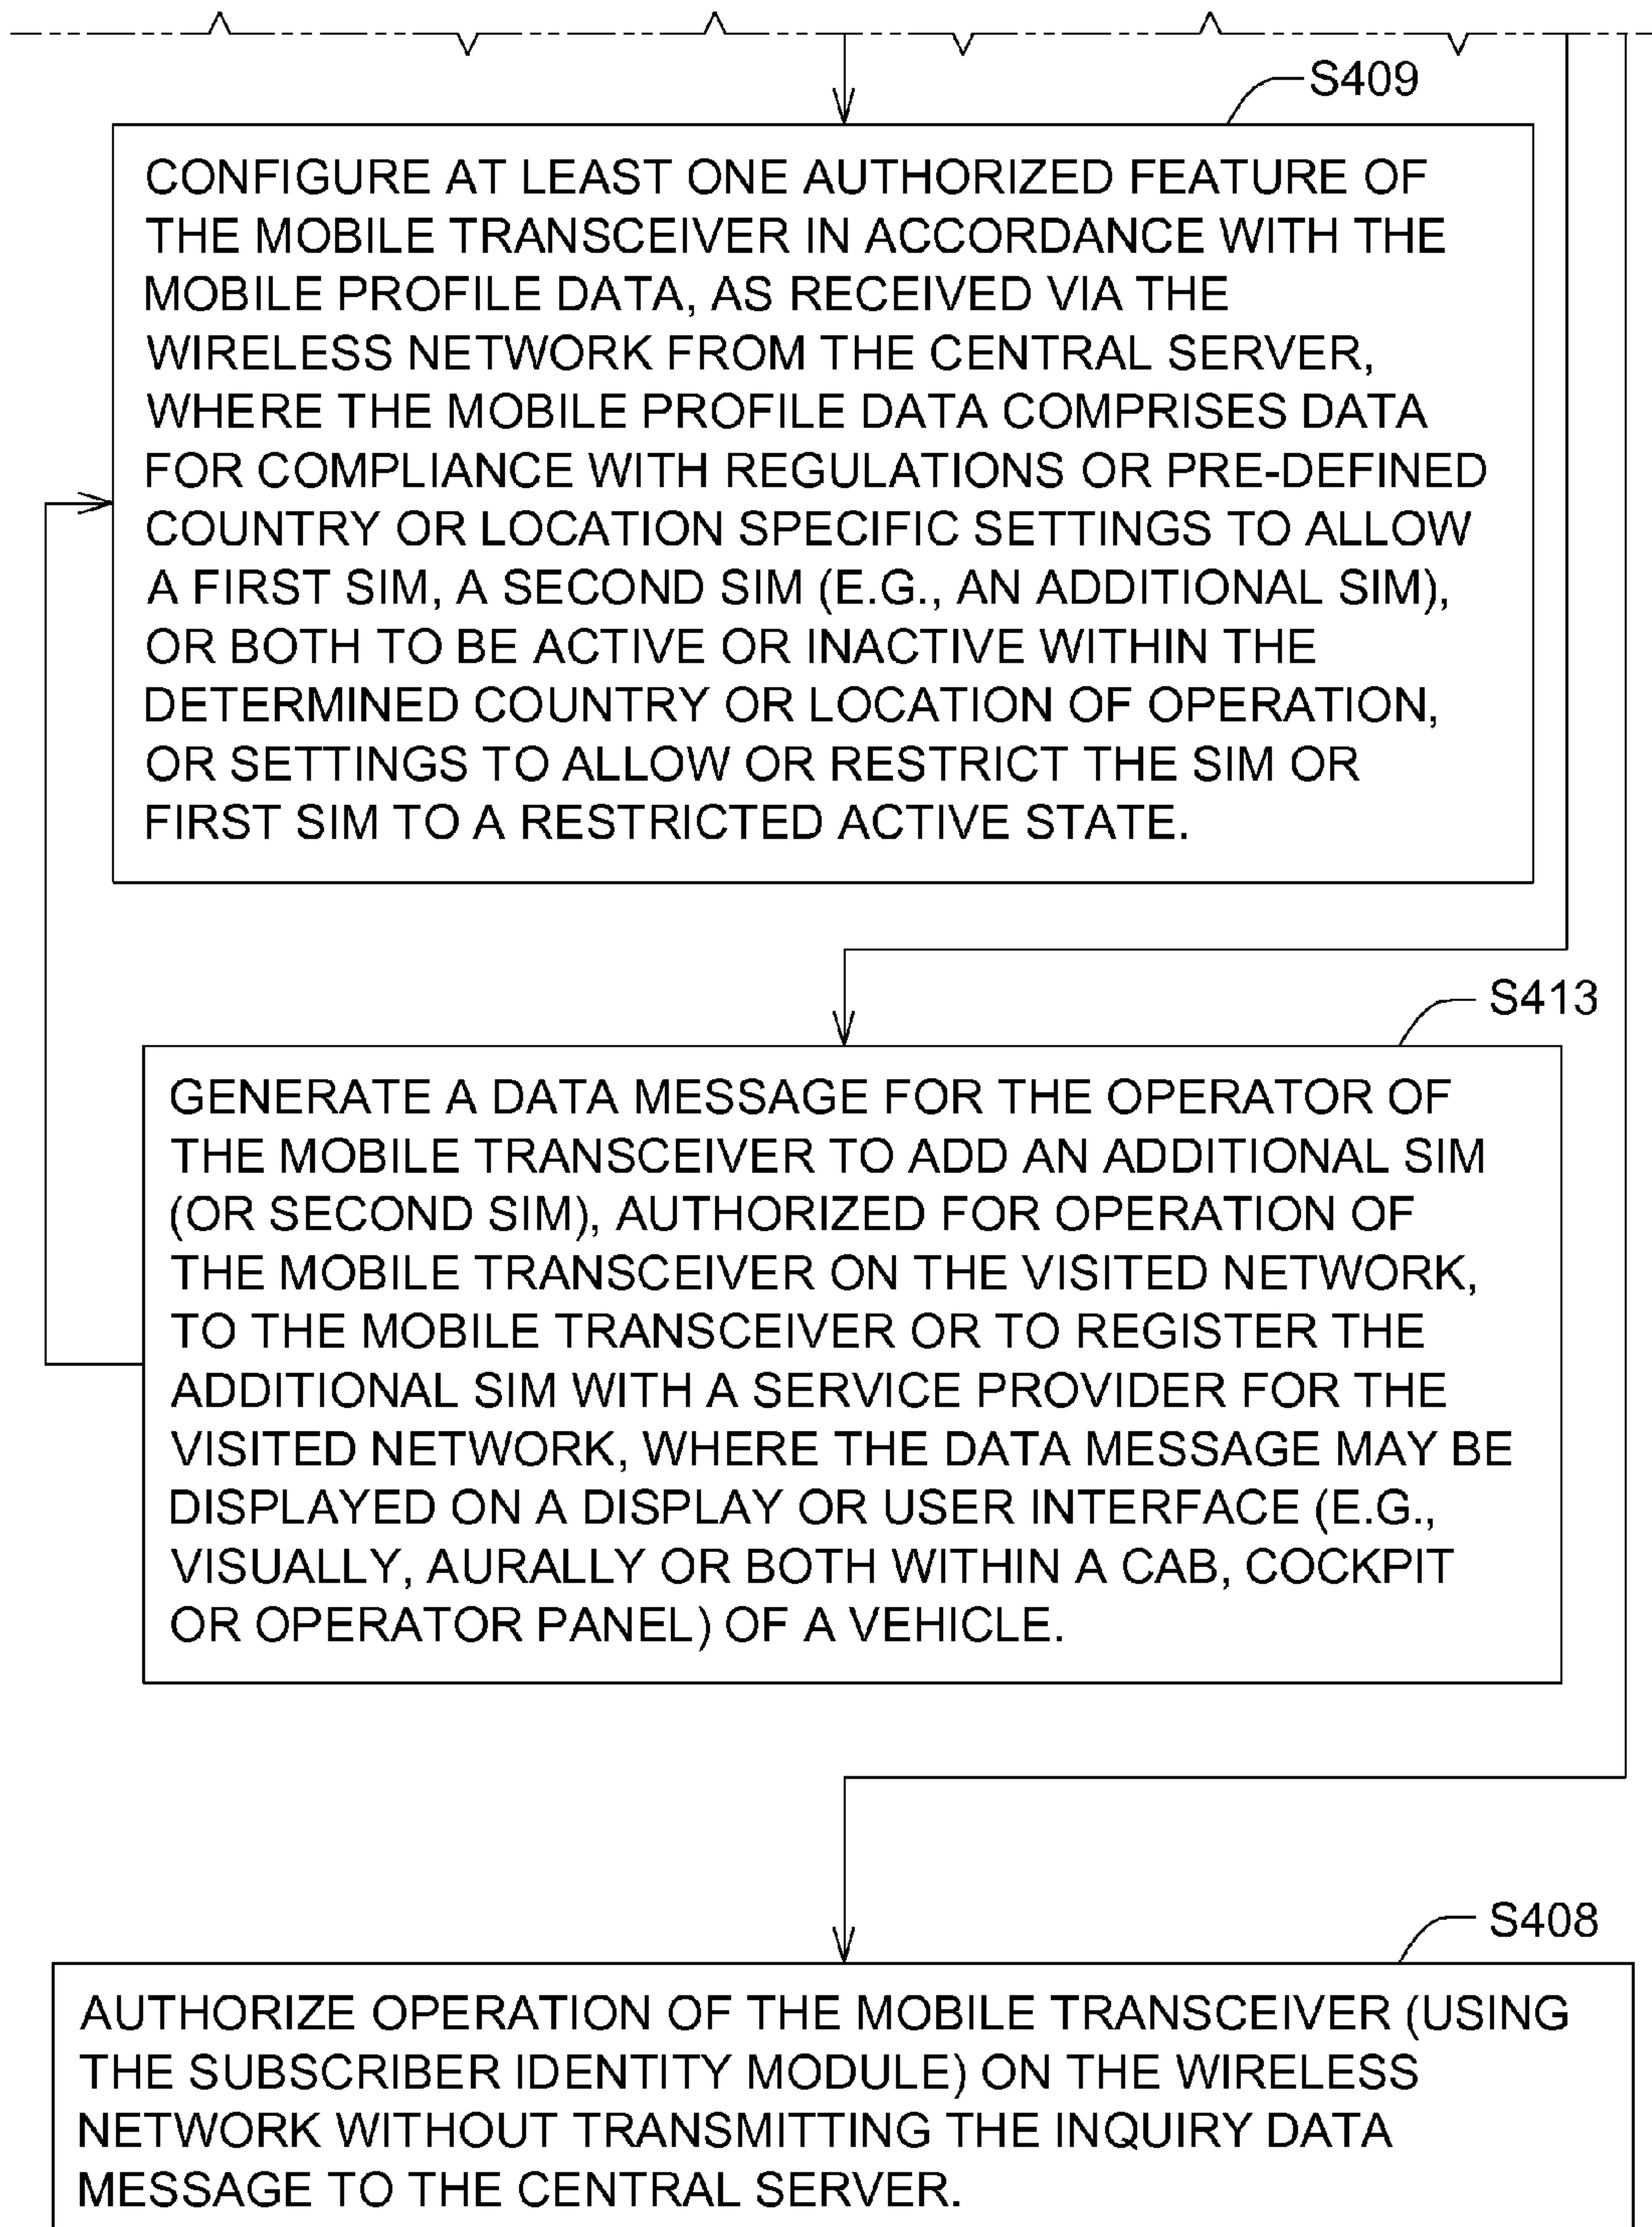 S409
CONFIGURE AT LEAST ONE AUTHORIZED FEATURE OF
THE MOBILE TRANSCEIVER IN ACCORDANCE WITH THE
MOBILE PROFILE DATA, AS RECEIVED VIA THE
WIRELESS NETWORK FROM THE CENTRAL SERVER,
WHERE THE MOBILE PROFILE DATA COMPRISES DATA
FOR COMPLIANCE WITH REGULATIONS OR PRE-DEFINED
COUNTRY OR LOCATION SPECIFIC SETTINGS TO ALLOW
A FIRST SIM, A SECOND SIM (E.G., AN ADDITIONAL SIM),
OR BOTH TO BE ACTIVE OR INACTIVE WITHIN THE
DETERMINED COUNTRY OR LOCATION OF OPERATION,
OR SETTINGS TO ALLOW OR RESTRICT THE SIM OR
FIRST SIM TO A RESTRICTED ACTIVE STATE.
S413
GENERATE A DATA MESSAGE FOR THE OPERATOR OF
THE MOBILE TRANSCEIVER TO ADD AN ADDITIONAL SIM
(OR SECOND SIM), AUTHORIZED FOR OPERATION OF
THE MOBILE TRANSCEIVER ON THE VISITED NETWORK,
TO THE MOBILE TRANSCEIVER OR TO REGISTER THE
ADDITIONAL SIM WITH A SERVICE PROVIDER FOR THE
VISITED NETWORK, WHERE THE DATA MESSAGE MAY BE
DISPLAYED ON A DISPLAY OR USER INTERFACE (E.G.,
VISUALLY, AURALLY OR BOTH WITHIN A CAB, COCKPIT
OR OPERATOR PANEL) OF A VEHICLE.
S408
AUTHORIZE OPERATION OF THE MOBILE TRANSCEIVER (USING
THE SUBSCRIBER IDENTITY MODULE) ON THE WIRELESS
NETWORK WITHOUT TRANSMITTING THE INQUIRY DATA
MESSAGE TO THE CENTRAL SERVER.